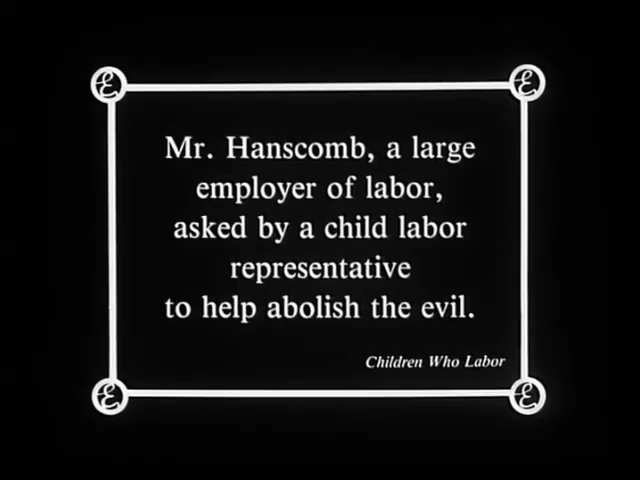 Mr. Hanscomb, a large
employer of labor,
asked by a child labor
representative
to help abolish the evil.
Children Who Labor